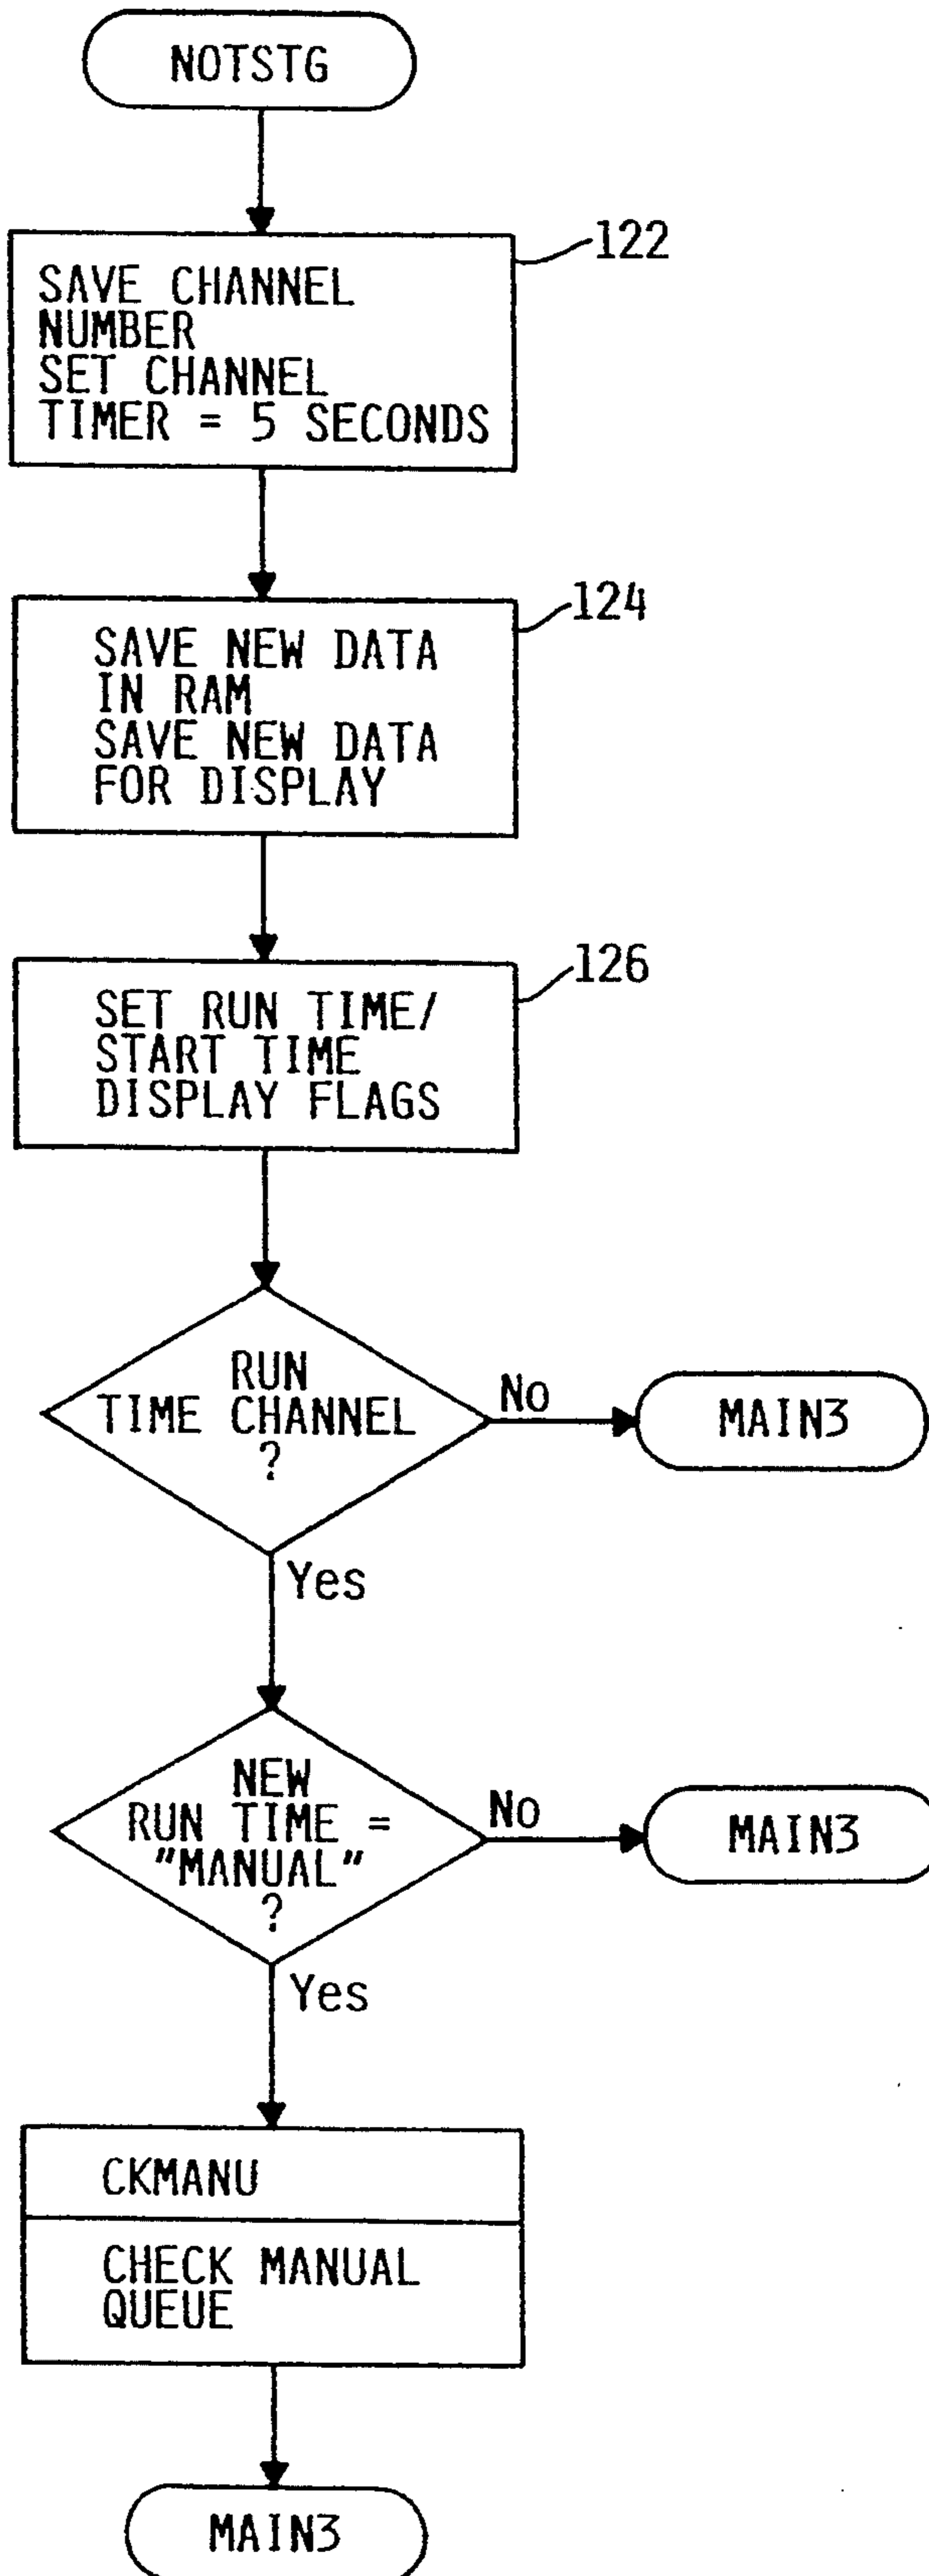 NOTSTG
122
SAVE CHANNEL
NUMBER
SET CHANNEL
TIMER = 5 SECONDS
124
SAVE NEW DATA
IN RAM
SAVE NEW DATA
FOR DISPLAY
126
SET RUN TIME/
START TIME
DISPLAY FLAGS
RUN
TIME CHANNEL
?
No
MAIN3
Yes
NEW
RUN TIME =
"MANUAL"
?
No
MAIN3
Yes
CKMANU
CHECK MANUAL
QUEUE
MAIN3